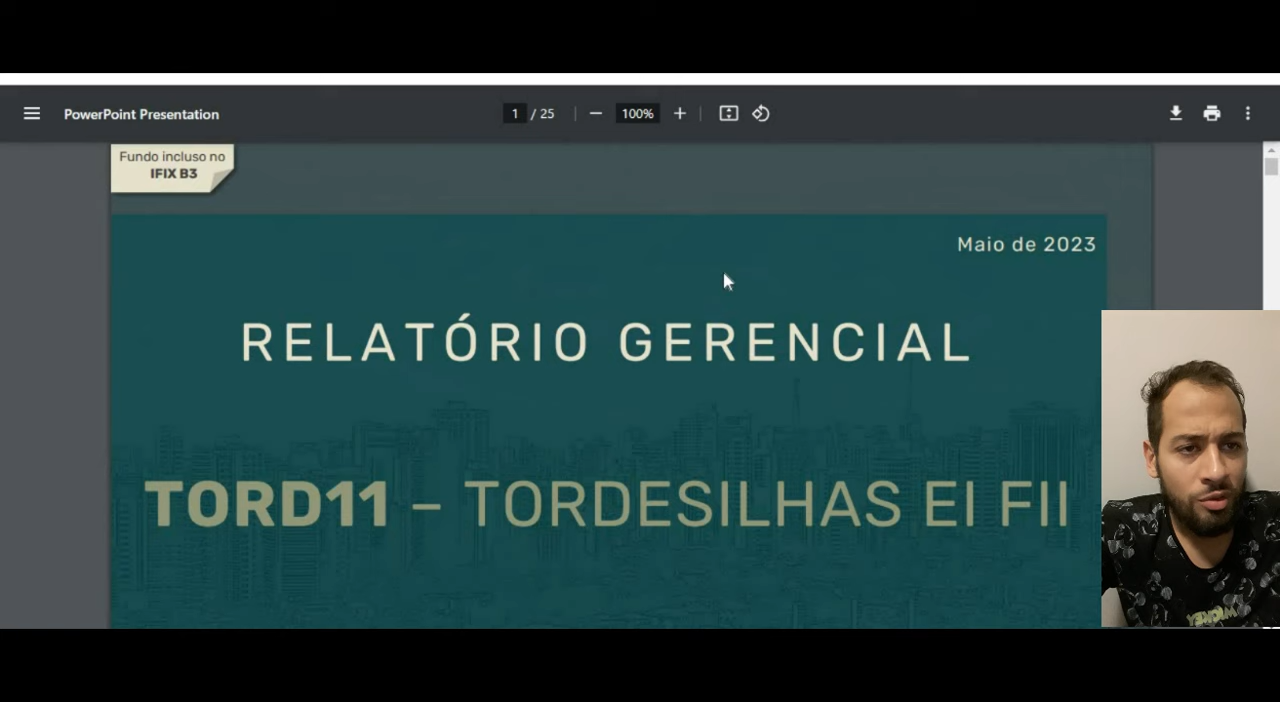 PowerPoint Presentation
1 / 25
100%
Fundo incluso no
IFIX B3
Maio de 2023
RELATÓRIO GERENCIAL
TORD11 – TORDESILHAS EI FII